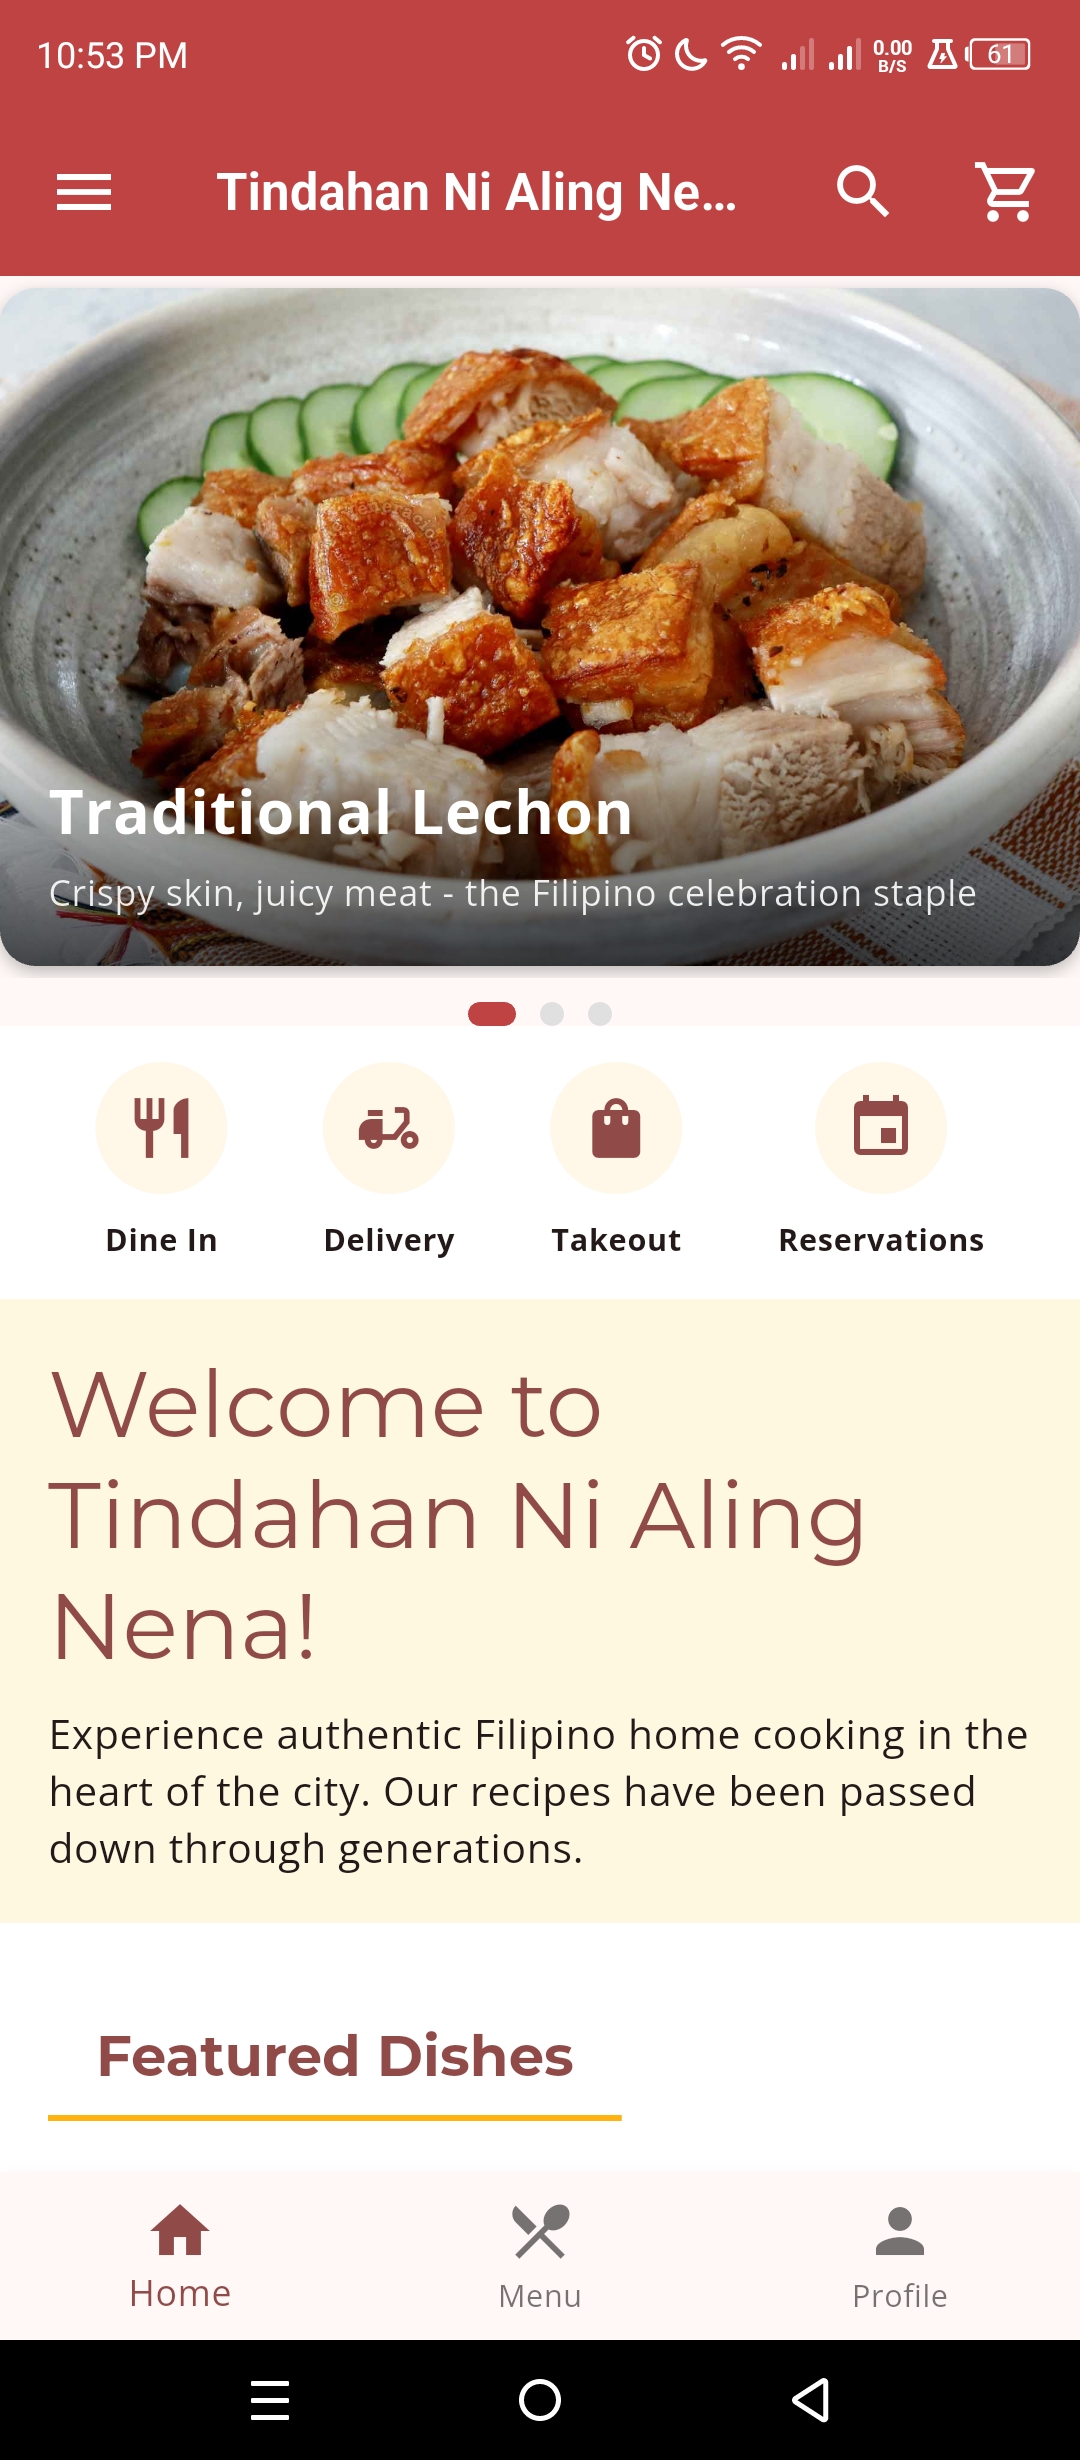 10:53 PM
0.00
B/S
61
Tindahan Ni Aling Ne...
Traditional Lechon
Crispy skin, juicy meat - the Filipino celebration staple
Dine In
Delivery
Takeout
Reservations
Welcome to
Tindahan Ni Aling
Nena!
Experience authentic Filipino home cooking in the
heart of the city. Our recipes have been passed
down through generations.
Featured Dishes
Home
Menu
Profile